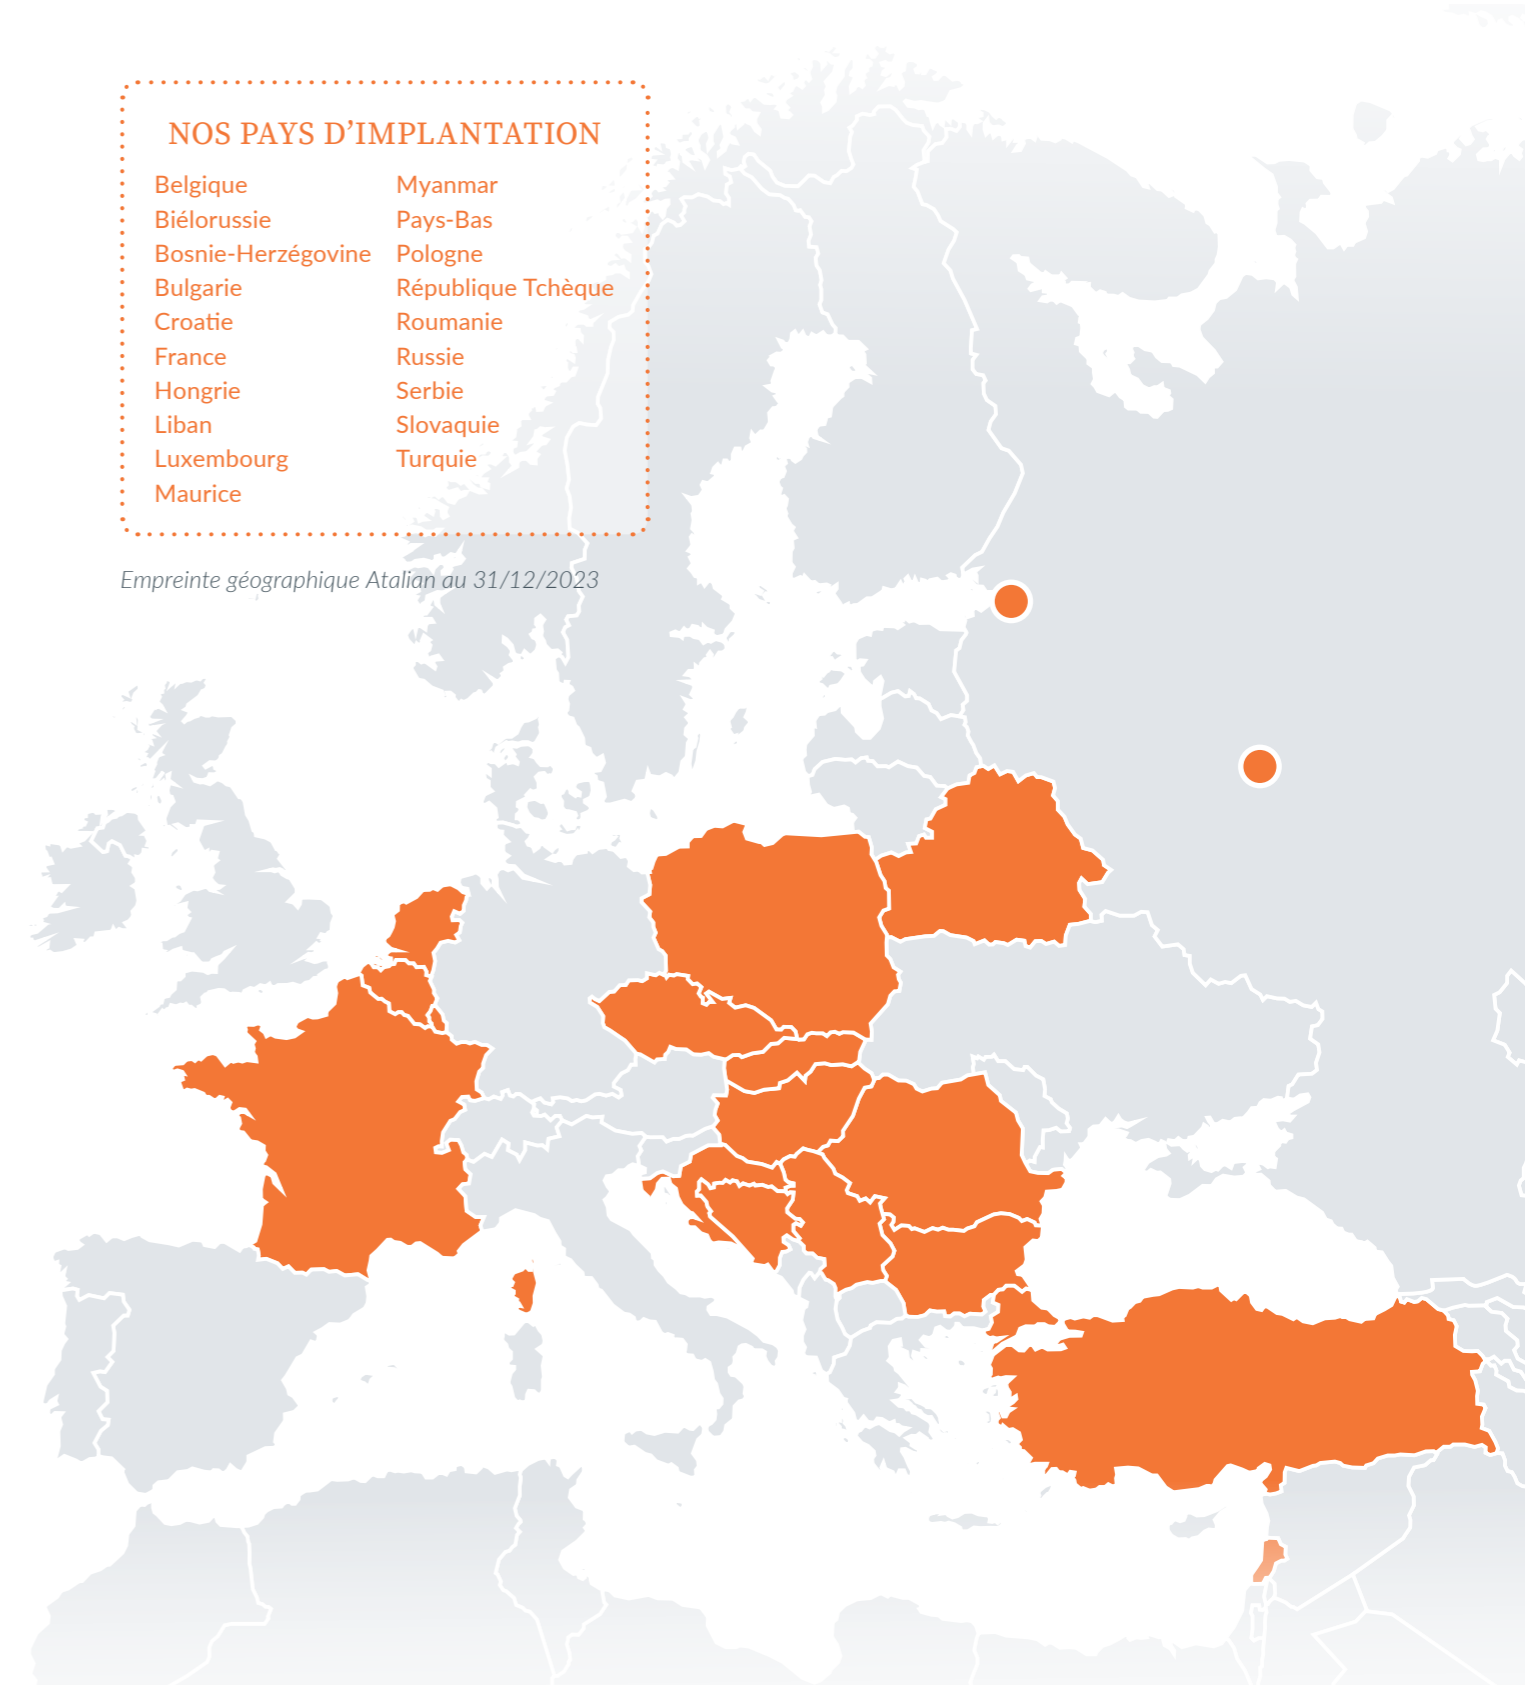 NOS PAYS D’IMPLANTATION
Belgique
Biélorussie
Bosnie-Herzégovine
Bulgarie
Croatie
France
Hongrie
Liban
Luxembourg
Maurice
Myanmar
Pays-Bas
Pologne
République Tchèque
Roumanie
Russie
Serbie
Slovaquie
Turquie
Empreinte géographique Atalian au 31/12/2023